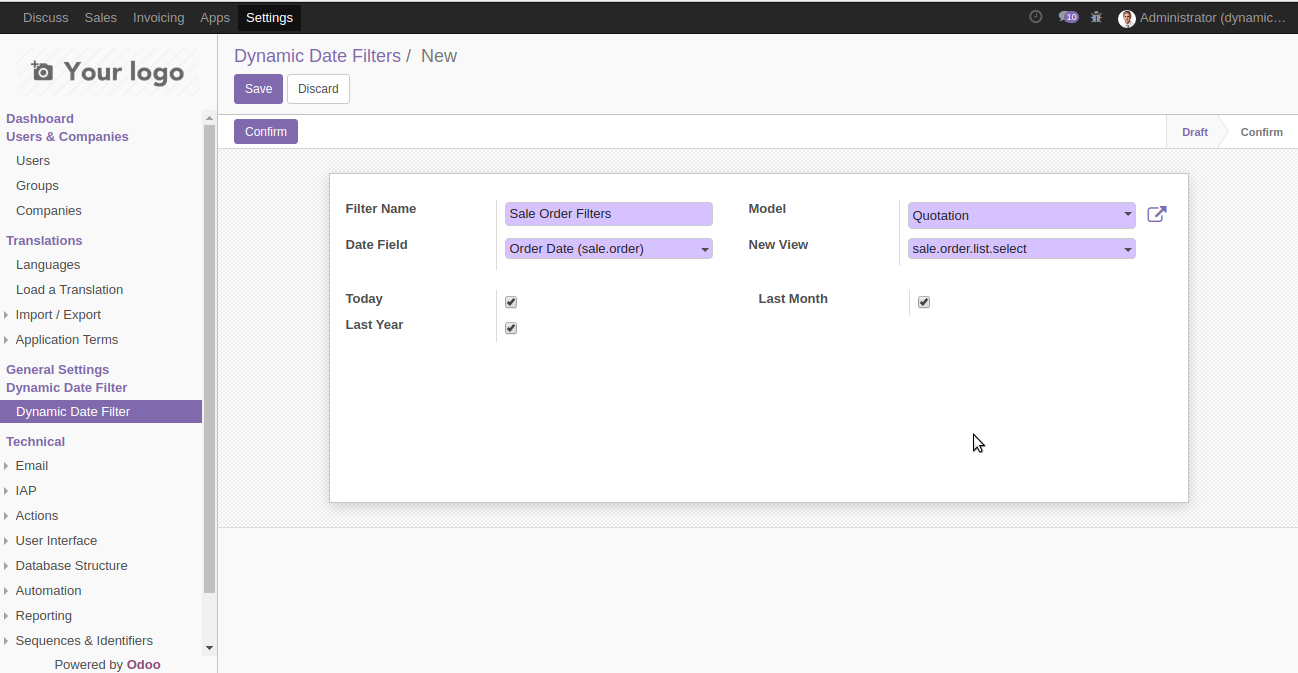 Discuss Sales Invoicing Apps Settings 10 Administrator (dynamic...
Your logo
Dashboard
Users & Companies
Users
Groups
Companies
Translations
Languages
Load a Translation
Import / Export
Application Terms
General Settings
Dynamic Date Filter
Dynamic Date Filter
Technical
Email
IAP
Actions
User Interface
Database Structure
Automation
Reporting
Sequences & Identifiers
Powered by Odoo
Dynamic Date Filters / New
Save Discard
Confirm Draft Confirm
Filter Name Sale Order Filters Model Quotation
Date Field Order Date (sale.order) New View sale.order.list.select
Today Last Month
Last Year